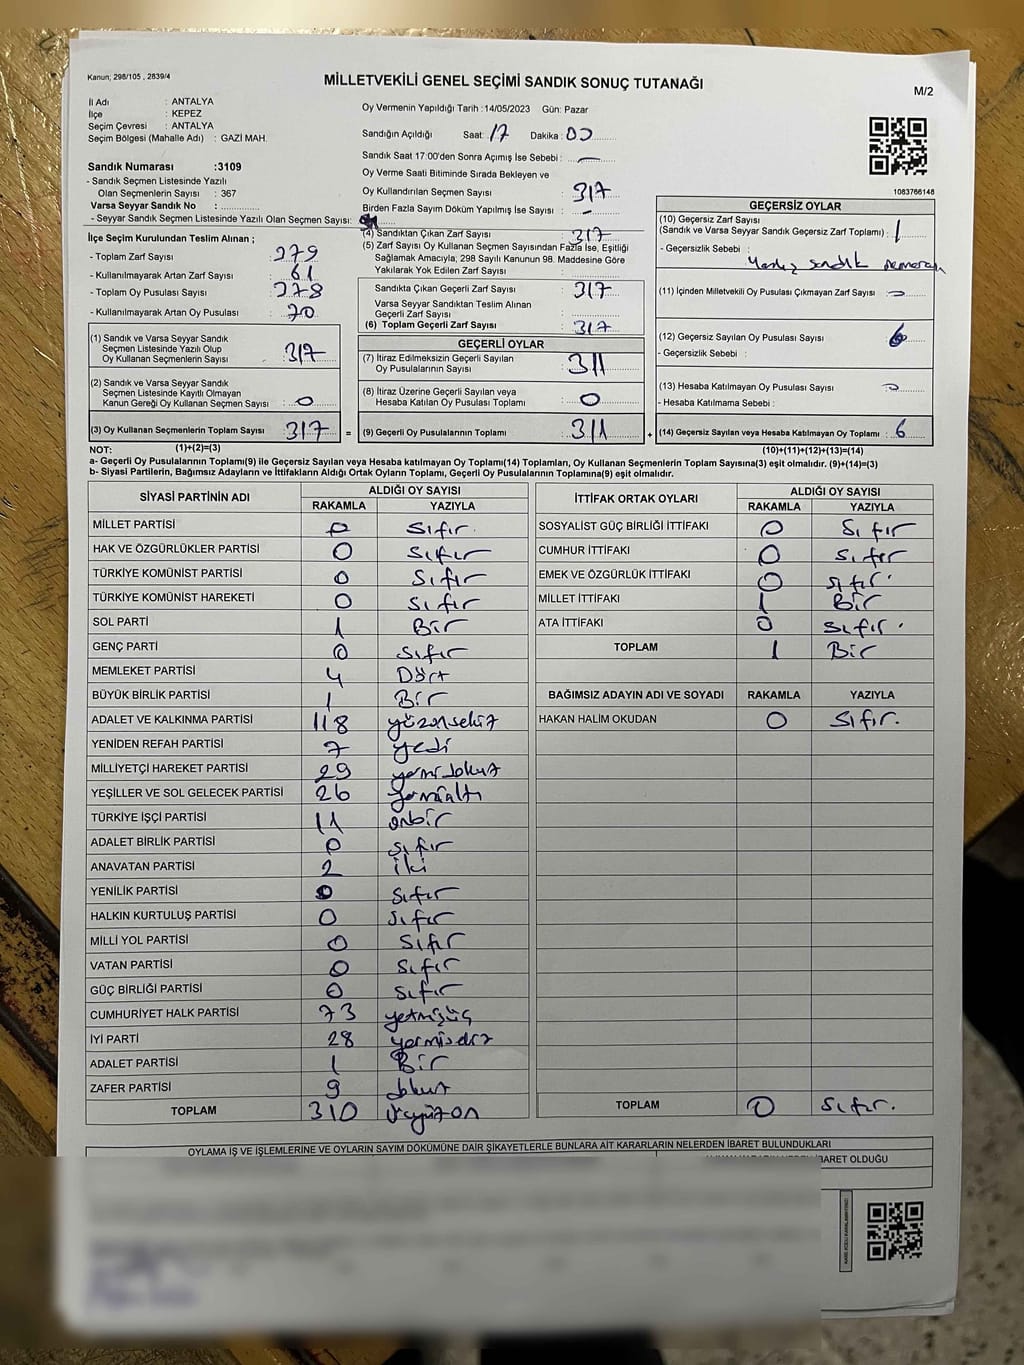 Kanun; 298/105 , 2839/4
MİLLETVEKİLİ GENEL SEÇİMİ SANDIK SONUÇ TUTANAĞI
M/2
İl Adı : ANTALYA
İlçe : KEPEZ
Seçim Çevresi : ANTALYA
Seçim Bölgesi (Mahalle Adı) : GAZİ MAH.
Sandık Numarası :3109
- Sandık Seçmen Listesinde Yazılı
Olan Seçmenlerin Sayısı : 367
Varsa Seyyar Sandık No :
- Seyyar Sandık Seçmen Listesinde Yazılı Olan Seçmen Sayısı:
Oy Vermenin Yapıldığı Tarih :14/05/2023 Gün: Pazar
Sandığın Açıldığı Saat: 17 Dakika : 00
Sandık Saat 17:00'den Sonra Açımış İse Sebebi : -
Oy Verme Saati Bitiminde Sırada Bekleyen ve
Oy Kullandırılan Seçmen Sayısı : 317
Birden Fazla Sayım Döküm Yapılmış İse Sayısı : -
1083766148
İlçe Seçim Kurulundan Teslim Alınan ;
- Toplam Zarf Sayısı : 379
- Kullanılmayarak Artan Zarf Sayısı : 61
- Toplam Oy Pusulası Sayısı : 378
- Kullanılmayarak Artan Oy Pusulası : 70
(1) Sandık ve Varsa Seyyar Sandık
Seçmen Listesinde Yazılı Olup
Oy Kullanan Seçmenlerin Sayısı : 317
(2) Sandık ve Varsa Seyyar Sandık
Seçmen Listesinde Kayıtlı Olmayan
Kanun Gereği Oy Kullanan Seçmen Sayısı : 0
(3) Oy Kullanan Seçmenlerin Toplam Sayısı : 317
(4) Sandıktan Çıkan Zarf Sayısı : 317
(5) Zarf Sayısı Oy Kullanan Seçmen Sayısından Fazla İse, Eşitliği
Sağlamak Amacıyla; 298 Sayılı Kanunun 98. Maddesine Göre
Yakılarak Yok Edilen Zarf Sayısı :
Sandıkta Çıkan Geçerli Zarf Sayısı : 317
Varsa Seyyar Sandıktan Teslim Alınan
Geçerli Zarf Sayısı :
(6) Toplam Geçerli Zarf Sayısı : 317
GEÇERLİ OYLAR
(7) İtiraz Edilmeksizin Geçerli Sayılan
Oy Pusulalarının Sayısı : 311
(8) İtiraz Üzerine Geçerli Sayılan veya
Hesaba Katılan Oy Pusulası Toplamı : 0
= (9) Geçerli Oy Pusulalarının Toplamı : 311
GEÇERSİZ OYLAR
(10) Geçersiz Zarf Sayısı
(Sandık ve Varsa Seyyar Sandık Geçersiz Zarf Toplamı) : 1
- Geçersizlik Sebebi : sandık
(11) İçinden Milletvekili Oy Pusulası Çıkmayan Zarf Sayısı :
(12) Geçersiz Sayılan Oy Pusulası Sayısı : 6
- Geçersizlik Sebebi :
(13) Hesaba Katılmayan Oy Pusulası Sayısı :
- Hesaba Katılmama Sebebi :
+ (14) Geçersiz Sayılan veya Hesaba Katılmayan Oy Toplamı : 6
NOT: (1)+(2)=(3) (10)+(11)+(12)+(13)=(14)
a- Geçerli Oy Pusulalarının Toplamı(9) ile Geçersiz Sayılan veya Hesaba katılmayan Oy Toplamı(14) Toplamları, Oy Kullanan Seçmenlerin Toplam Sayısına(3) eşit olmalıdır. (9)+(14)=(3)
b- Siyasi Partilerin, Bağımsız Adayların ve İttifakların Aldığı Ortak Oyların Toplamı, Geçerli Oy Pusulalarının Toplamına(9) eşit olmalıdır.
SİYASİ PARTİNİN ADI ALDIĞI OY SAYISI
RAKAMLA YAZIYLA
MİLLET PARTİSİ 0 Sıfır
HAK VE ÖZGÜRLÜKLER PARTİSİ 0 Sıfır
TÜRKİYE KOMÜNİST PARTİSİ 0 Sıfır
TÜRKİYE KOMÜNİST HAREKETİ 0 Sıfır
SOL PARTİ 1 Bir
GENÇ PARTİ 0 Sıfır
MEMLEKET PARTİSİ 4 Dört
BÜYÜK BİRLİK PARTİSİ 1 Bir
ADALET VE KALKINMA PARTİSİ 118 yüzonsekiz
YENİDEN REFAH PARTİSİ 7 yedi
MİLLİYETÇİ HAREKET PARTİSİ 29 yirmidokuz
YEŞİLLER VE SOL GELECEK PARTİSİ 26 yirmialtı
TÜRKİYE İŞÇİ PARTİSİ 11 onbir
ADALET BİRLİK PARTİSİ 0 sıfır
ANAVATAN PARTİSİ 2 iki
YENİLİK PARTİSİ 0 Sıfır
HALKIN KURTULUŞ PARTİSİ 0 sıfır
MİLLİ YOL PARTİSİ 0 Sıfır
VATAN PARTİSİ 0 Sıfır
GÜÇ BİRLİĞİ PARTİSİ 0 Sıfır
CUMHURİYET HALK PARTİSİ 73 yetmişüç
İYİ PARTİ 28 yirmisekiz
ADALET PARTİSİ 1 Bir
ZAFER PARTİSİ 9 dokuz
TOPLAM 310 üçyüzon
İTTİFAK ORTAK OYLARI ALDIĞI OY SAYISI
RAKAMLA YAZIYLA
SOSYALİST GÜÇ BİRLİĞİ İTTİFAKI 0 Sıfır
CUMHUR İTTİFAKI 0 Sıfır
EMEK VE ÖZGÜRLÜK İTTİFAKI 0 sıfır
MİLLET İTTİFAKI 1 Bir
ATA İTTİFAKI 0 sıfır
TOPLAM 1 Bir
BAĞIMSIZ ADAYIN ADI VE SOYADI RAKAMLA YAZIYLA
HAKAN HALİM OKUDAN 0 Sıfır.
TOPLAM 0 Sıfır.
OYLAMA İŞ VE İŞLEMLERİNE VE OYLARIN SAYIM DÖKÜMÜNE DAİR ŞİKAYETLERLE BUNLARA AİT KARARLARIN NELERDEN İBARET BULUNDUKLARI
İBARET OLDUĞU